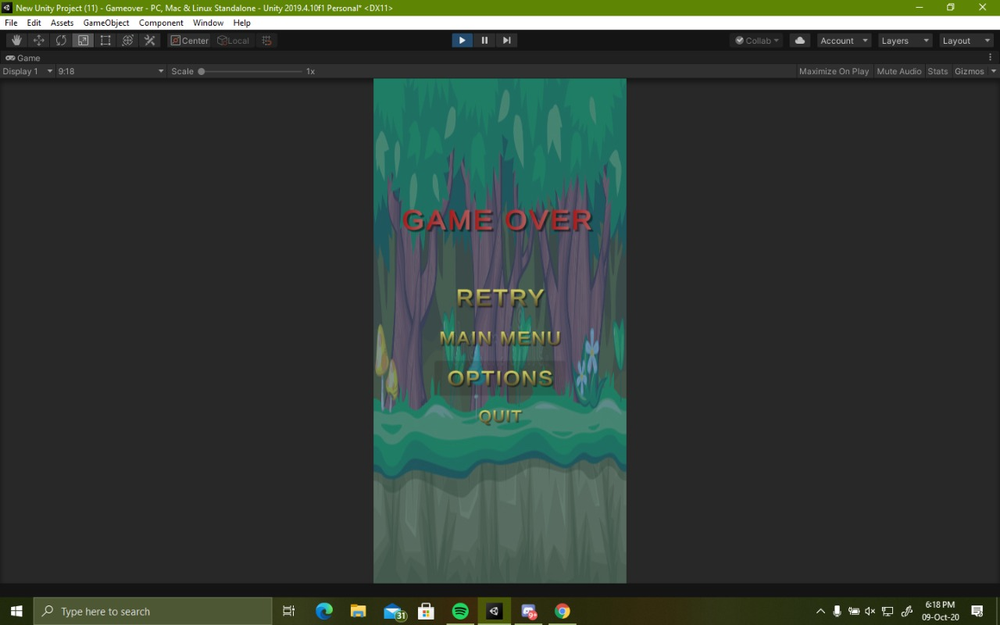 New Unity Project (11) - Gameover - PC, Mac & Linux Standalone - Unity 2019.4.10f1 Personal* <DX11>
File Edit Assets GameObject Component Window Help
Center Local Collab Account Layers Layout
Game
Display 1 9:18 Scale 1x Maximize On Play Mute Audio Stats Gizmos
GAME OVER
RETRY
MAIN MENU
OPTIONS
QUIT
Type here to search 31 9+ 6:18 PM
09-Oct-20